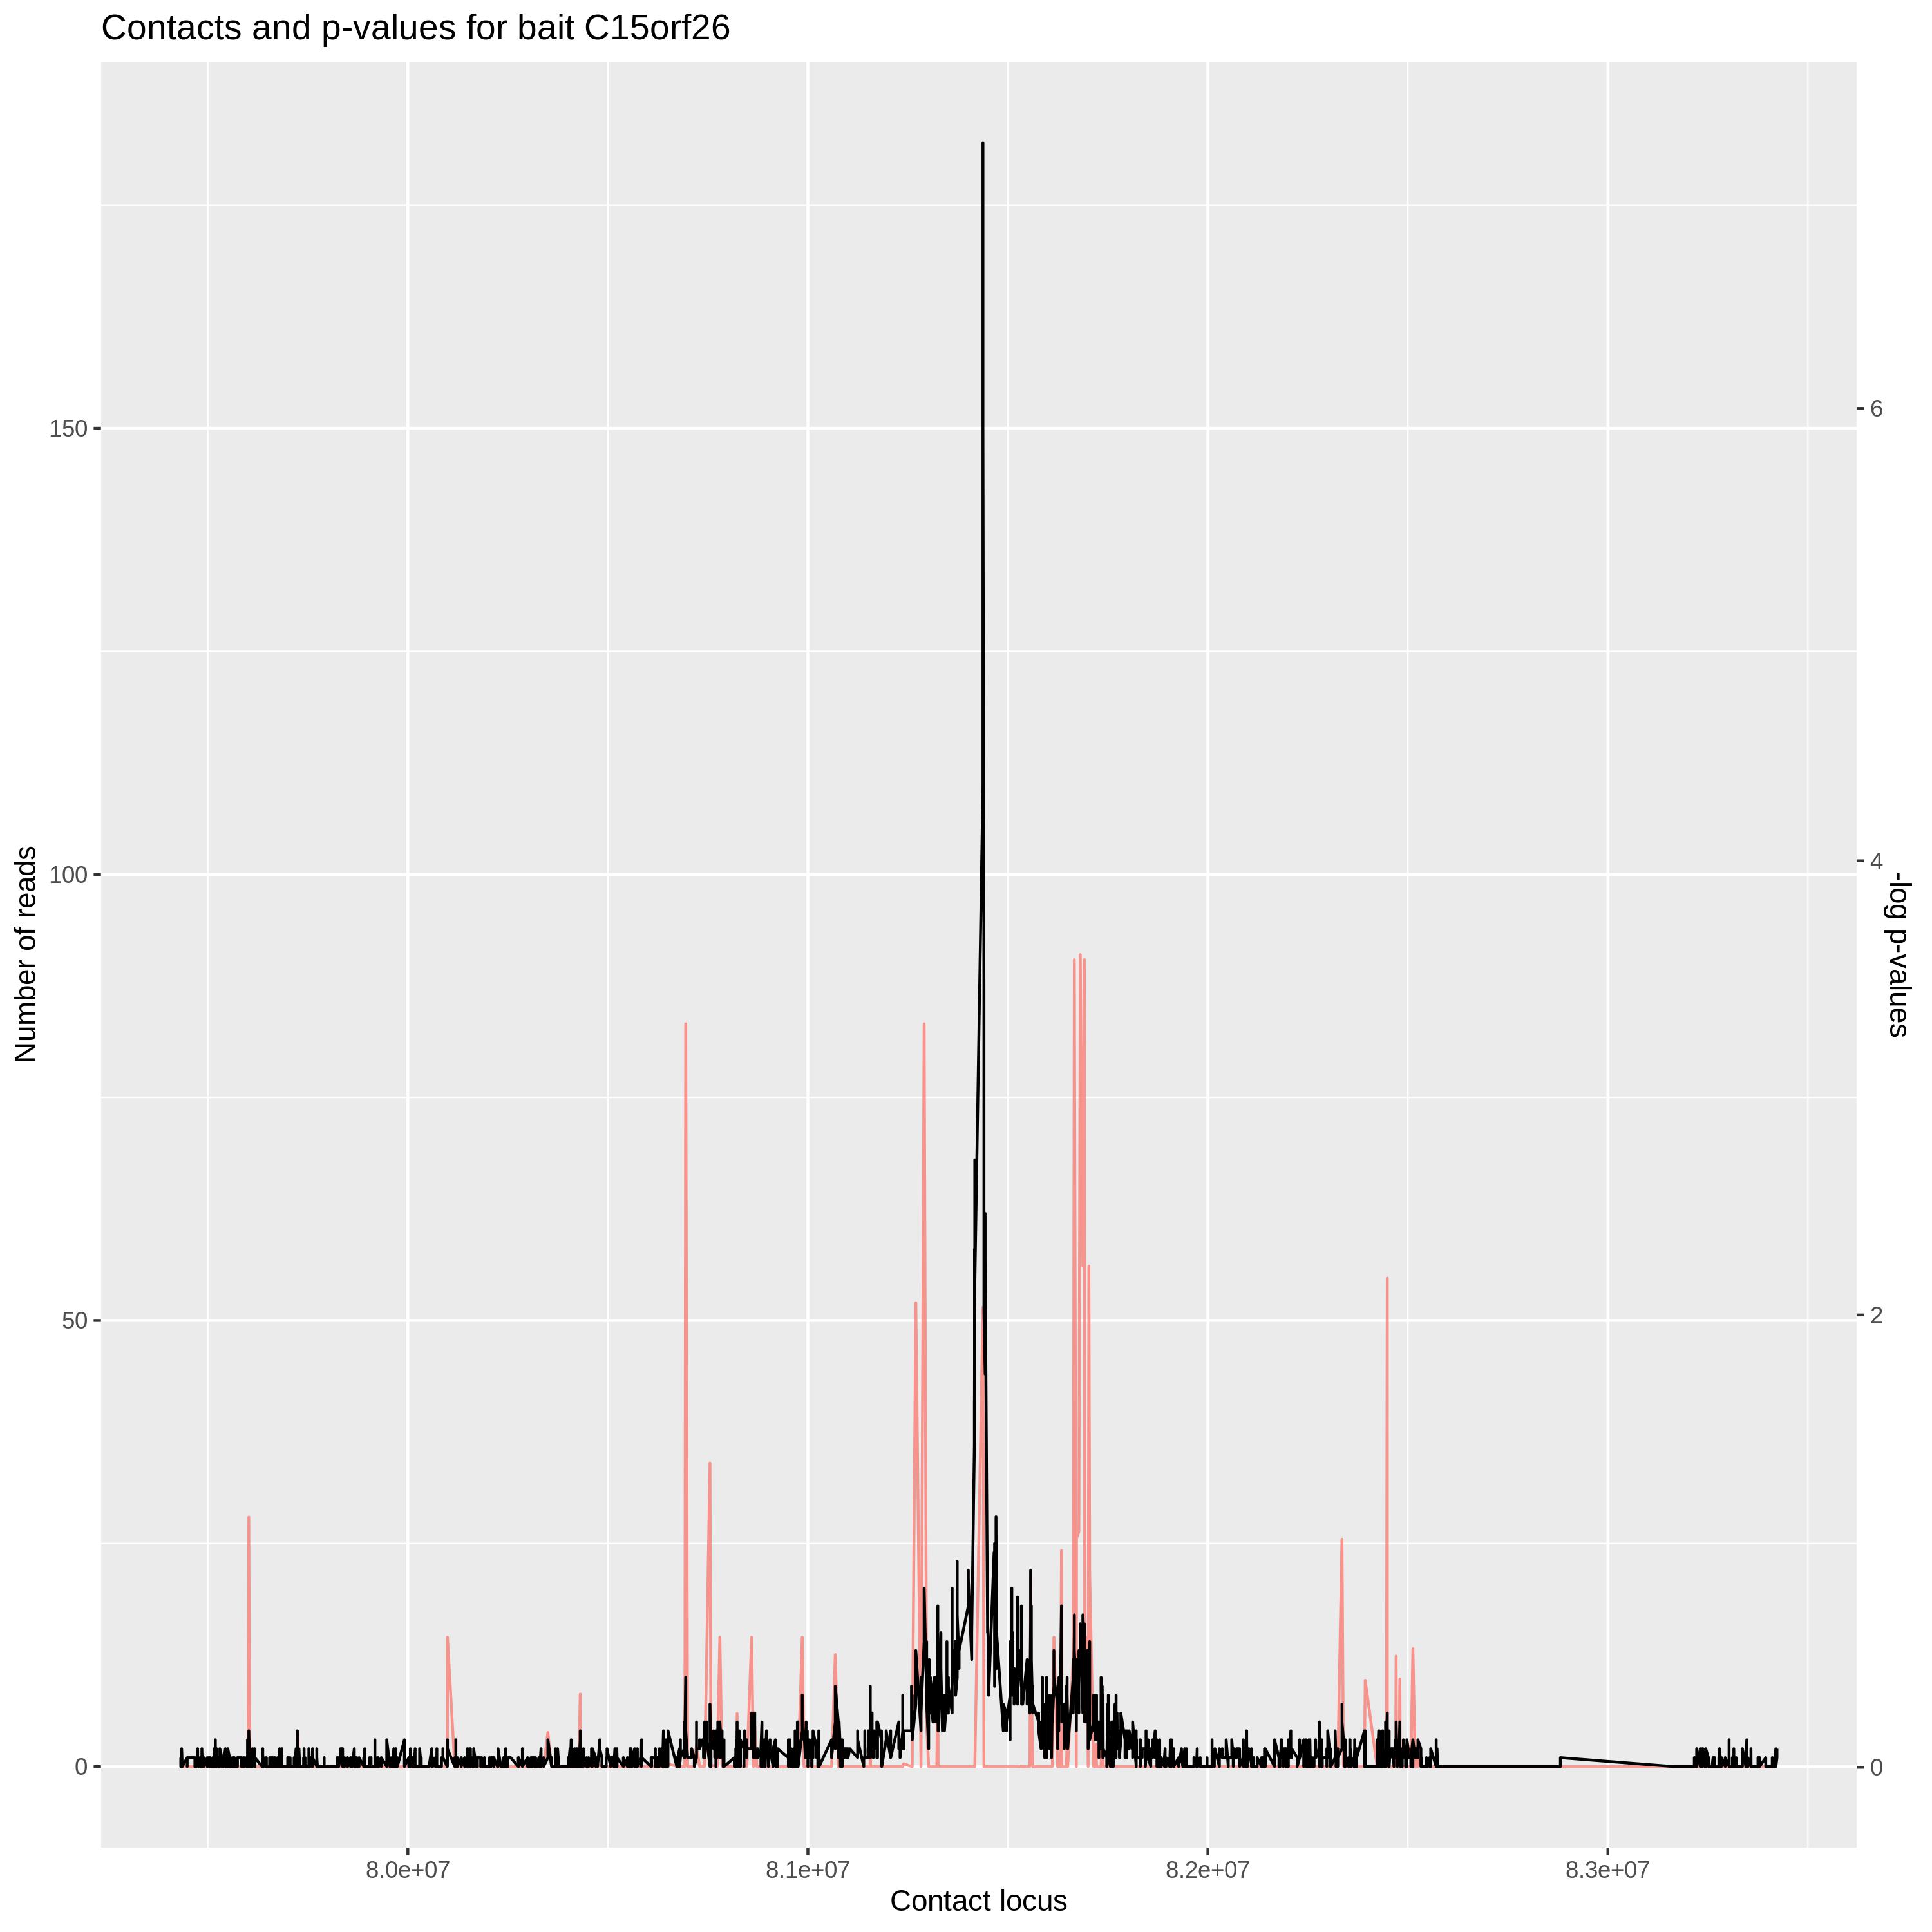 Contacts and p-values for bait C15orf26
Number of reads
150
100
50
0
6
4
2
0
-log p-values
8.0e+07
8.1e+07
8.2e+07
8.3e+07
Contact locus